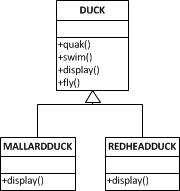 DUCK
+quak()
+swim()
+display()
+fly()
MALLARDDUCK
REDHEADDUCK
+display()
+display()